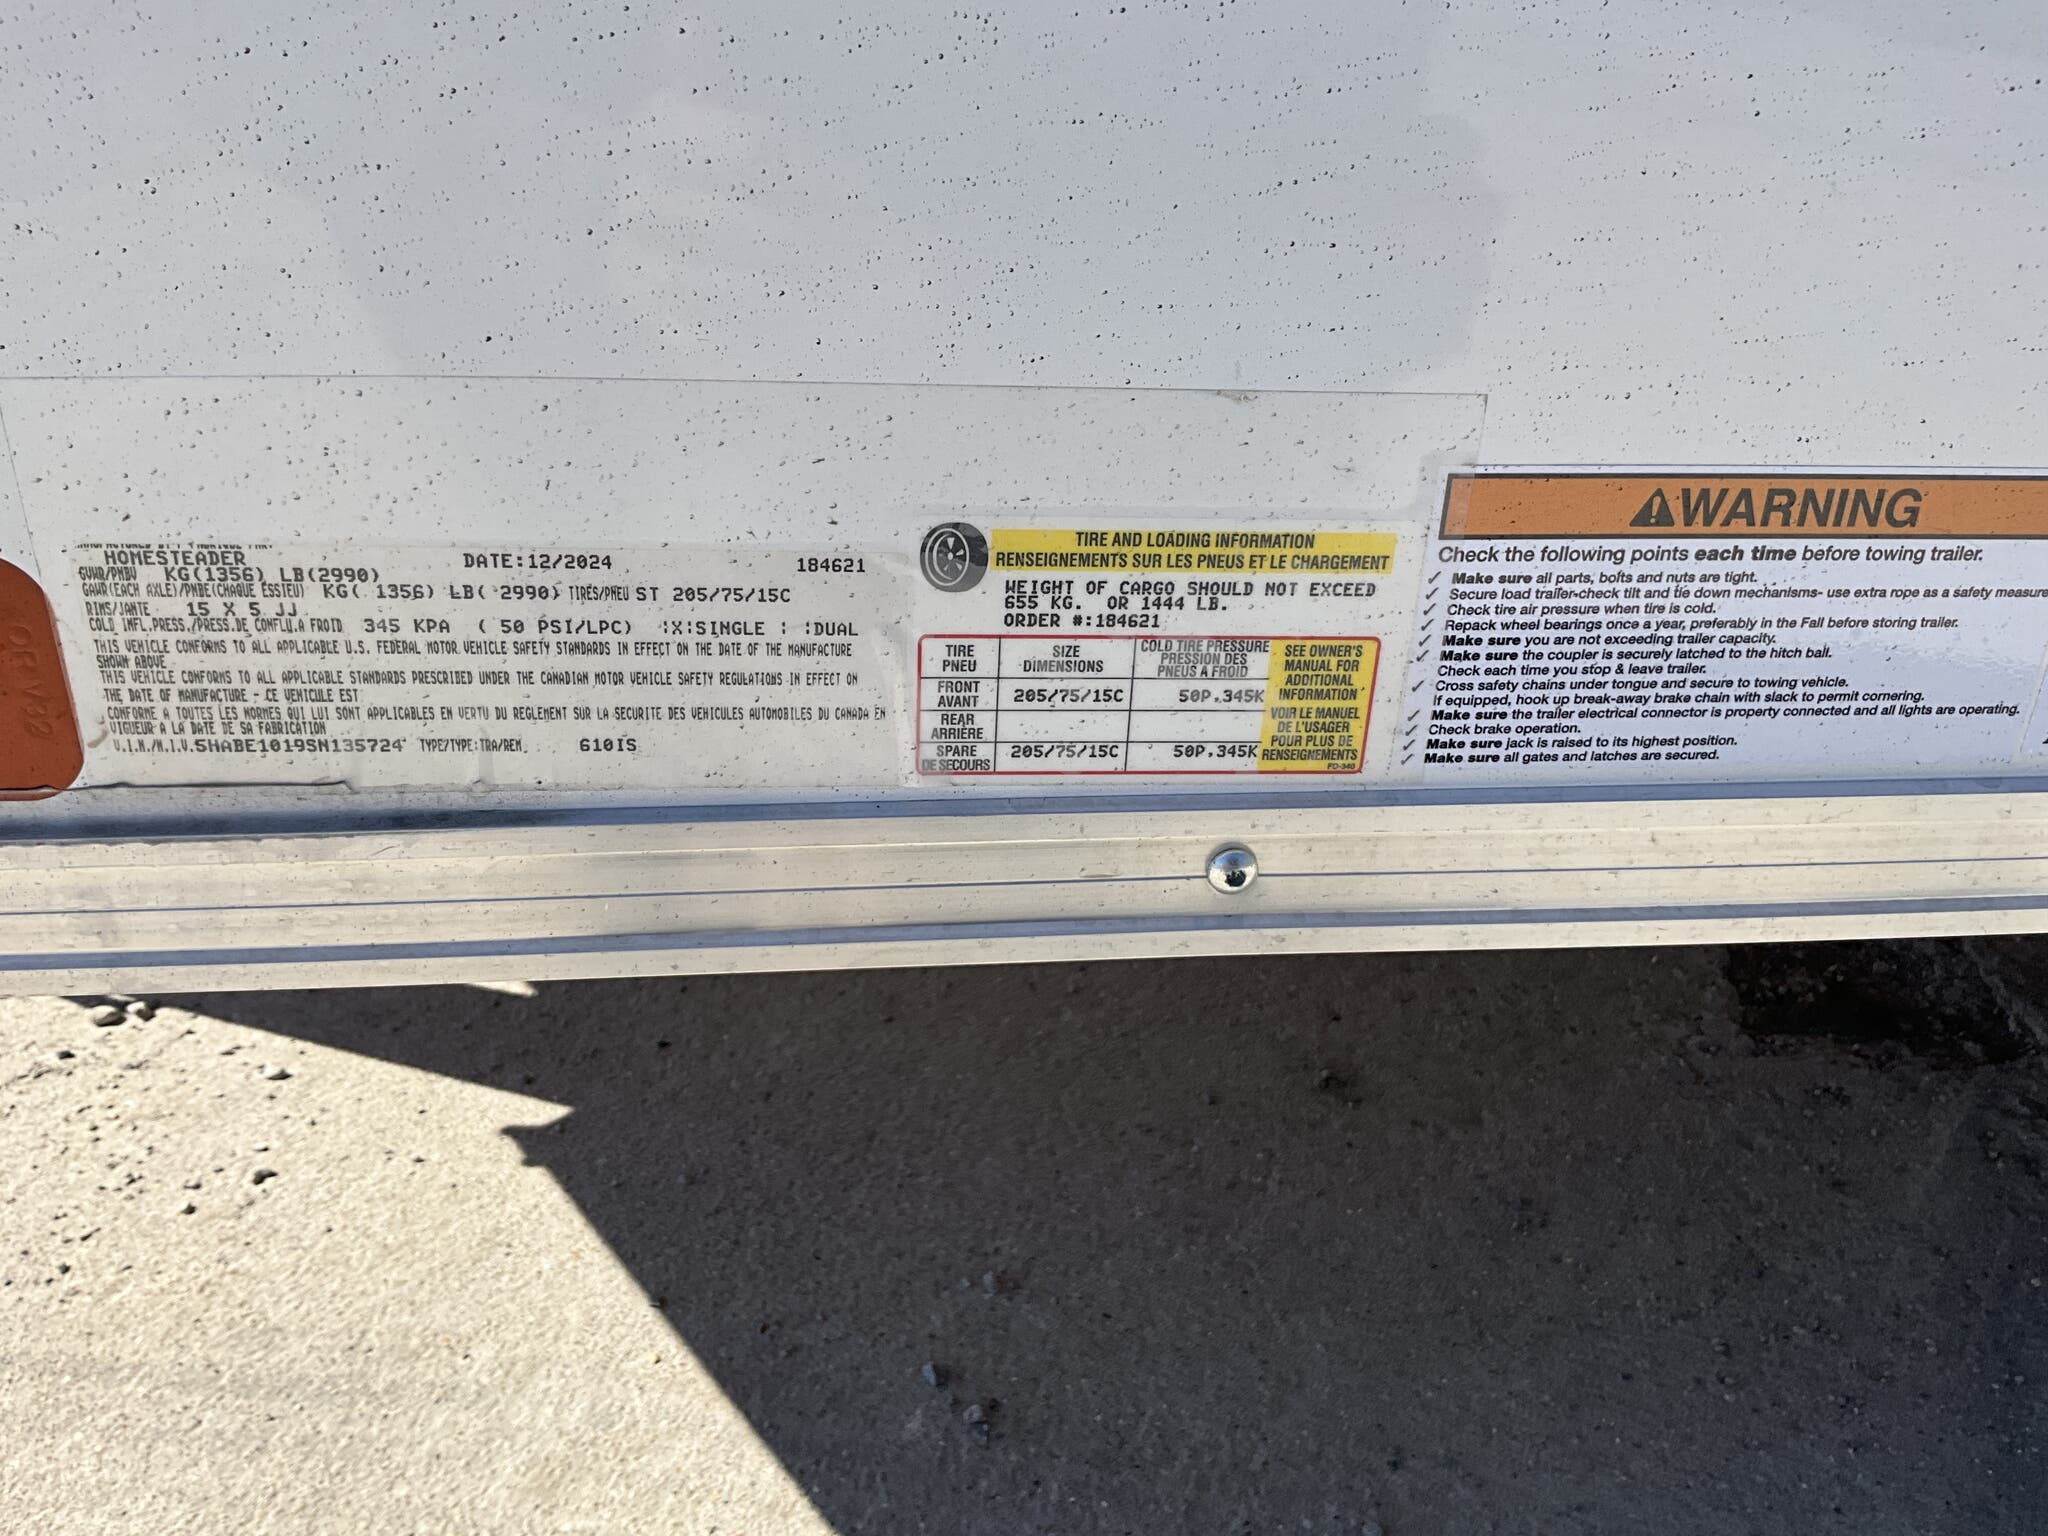 HOMESTEADER DATE:12/2024 184621
GVWR/PNBV KG(1356) LB(2990)
GAWR(EACH AXLE)/PNBE(CHAQUE ESSIEU) KG( 1356) LB( 2990) TIRES/PNEU ST 205/75/15C
RIMS/JANTE 15 X 5 JJ
COLD INFL.PRESS./PRESS.DE CONFLU.A FROID 345 KPA ( 50 PSI/LPC) :X:SINGLE : :DUAL
THIS VEHICLE CONFORMS TO ALL APPLICABLE U.S. FEDERAL MOTOR VEHICLE SAFETY STANDARDS IN EFFECT ON THE DATE OF THE MANUFACTURE
SHOWN ABOVE
THIS VEHICLE CONFORMS TO ALL APPLICABLE STANDARDS PRESCRIBED UNDER THE CANADIAN MOTOR VEHICLE SAFETY REGULATIONS IN EFFECT ON
THE DATE OF MANUFACTURE - CE VEHICULE EST
CONFORME A TOUTES LES NORMES QUI LUI SONT APPLICABLES EN VERTU DU REGLEMENT SUR LA SECURITE DES VEHICULES AUTOMOBILES DU CANADA EN
VIGUEUR A LA DATE DE SA FABRICATION
V.I.N./N.I.V.5HABE1019SN135724 TYPE/TYPE:TRA/REM 610IS
TIRE AND LOADING INFORMATION
RENSEIGNEMENTS SUR LES PNEUS ET LE CHARGEMENT
WEIGHT OF CARGO SHOULD NOT EXCEED
655 KG. OR 1444 LB.
ORDER #:184621
TIRE
PNEU
SIZE
DIMENSIONS
COLD TIRE PRESSURE
PRESSION DES
PNEUS A FROID
FRONT
AVANT
205/75/15C
50P.345K
REAR
ARRIÈRE
SPARE
DE SECOURS
205/75/15C
50P.345K
SEE OWNER'S
MANUAL FOR
ADDITIONAL
INFORMATION
VOIR LE MANUEL
DE L'USAGER
POUR PLUS DE
RENSEIGNEMENTS
FD-340
⚠WARNING
Check the following points each time before towing trailer.
✓ Make sure all parts, bolts and nuts are tight.
✓ Secure load trailer-check tilt and tie down mechanisms- use extra rope as a safety measure
✓ Check tire air pressure when tire is cold.
✓ Repack wheel bearings once a year, preferably in the Fall before storing trailer.
✓ Make sure you are not exceeding trailer capacity.
✓ Make sure the coupler is securely latched to the hitch ball.
Check each time you stop & leave trailer.
✓ Cross safety chains under tongue and secure to towing vehicle.
If equipped, hook up break-away brake chain with slack to permit cornering.
✓ Make sure the trailer electrical connector is property connected and all lights are operating.
✓ Check brake operation.
✓ Make sure jack is raised to its highest position.
✓ Make sure all gates and latches are secured.